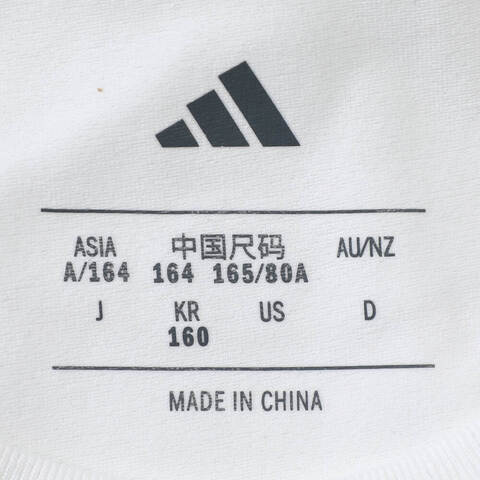 ASIA 中国尺码 AU/NZ
A/164 164 165/80A
J KR US D
160
MADE IN CHINA